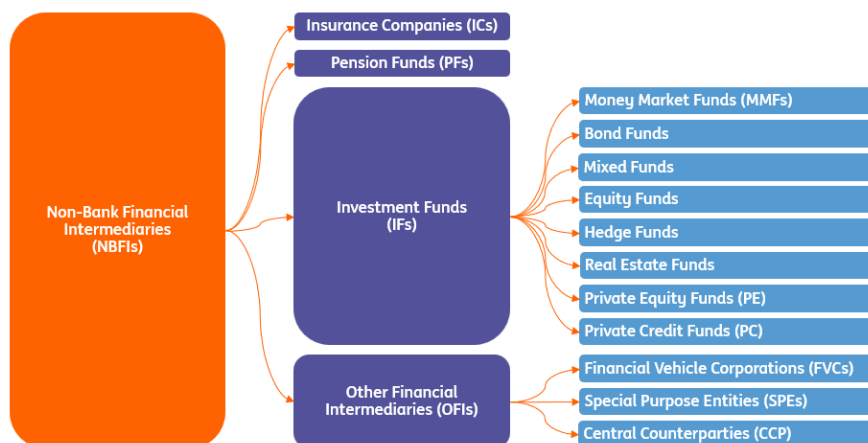 Non-Bank Financial
Intermediaries
(NBFIs)
Insurance Companies (ICs)
Pension Funds (PFs)
Investment Funds
(IFs)
Other Financial
Intermediaries (OFIs)
Money Market Funds (MMFs)
Bond Funds
Mixed Funds
Equity Funds
Hedge Funds
Real Estate Funds
Private Equity Funds (PE)
Private Credit Funds (PC)
Financial Vehicle Corporations (FVCs)
Special Purpose Entities (SPEs)
Central Counterparties (CCP)